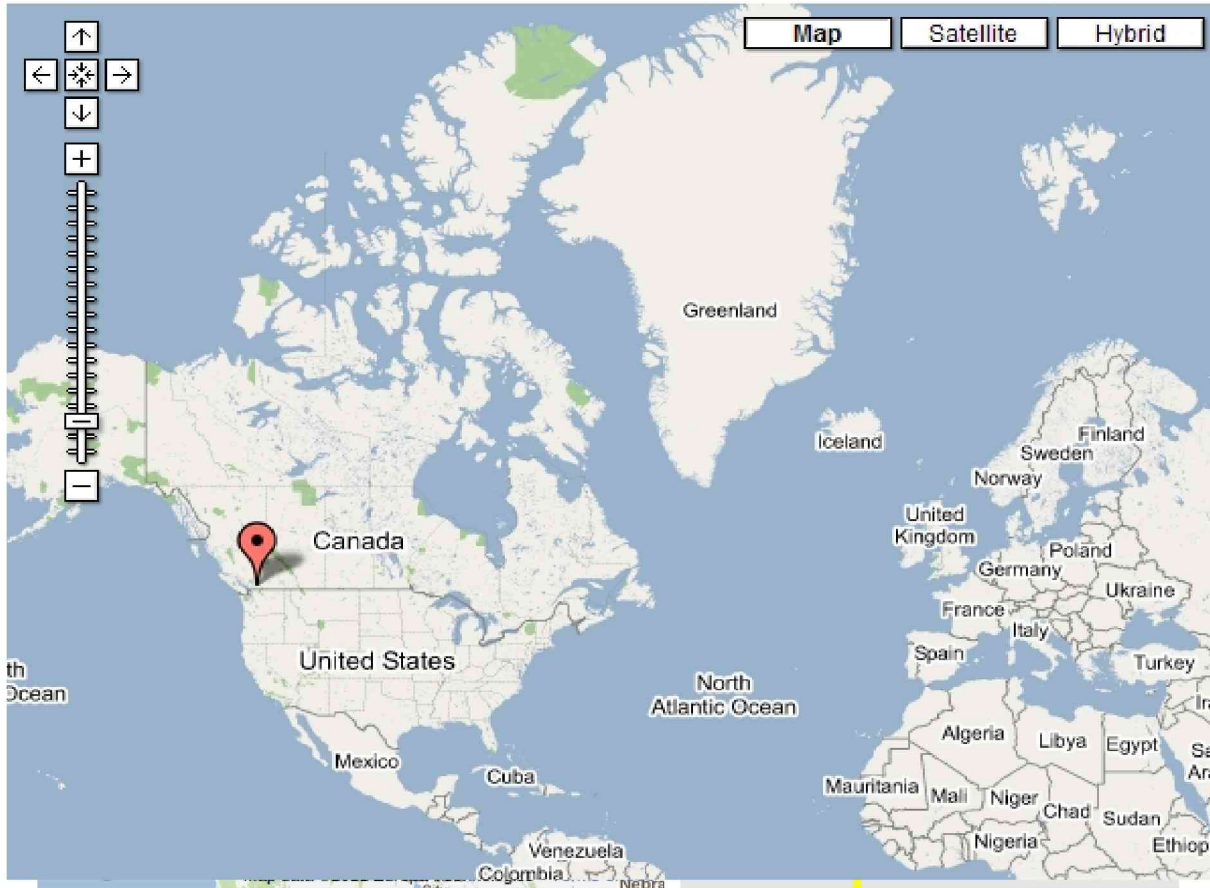 Map
Satellite
Hybrid
Greenland
Iceland
Finland
Sweden
Norway
United
Kingdom
Canada
Poland
Germany
Ukraine
France
Italy
Spain
Turkey
United States
th
Ocean
North
Atlantic Ocean
Algeria
Libya
Egypt
Mexico
Cuba
Mauritania
Mali
Niger
Chad
Sudan
Nigeria
Ethiop
Venezuela
Colombia